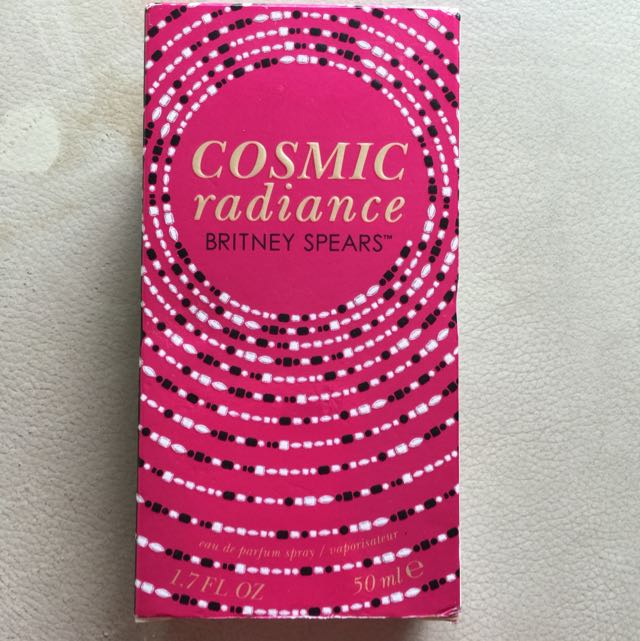 COSMIC
radiance
BRITNEY SPEARS™
eau de parfum spray / vaporisateur
1.7 FL OZ 50 ml ℮